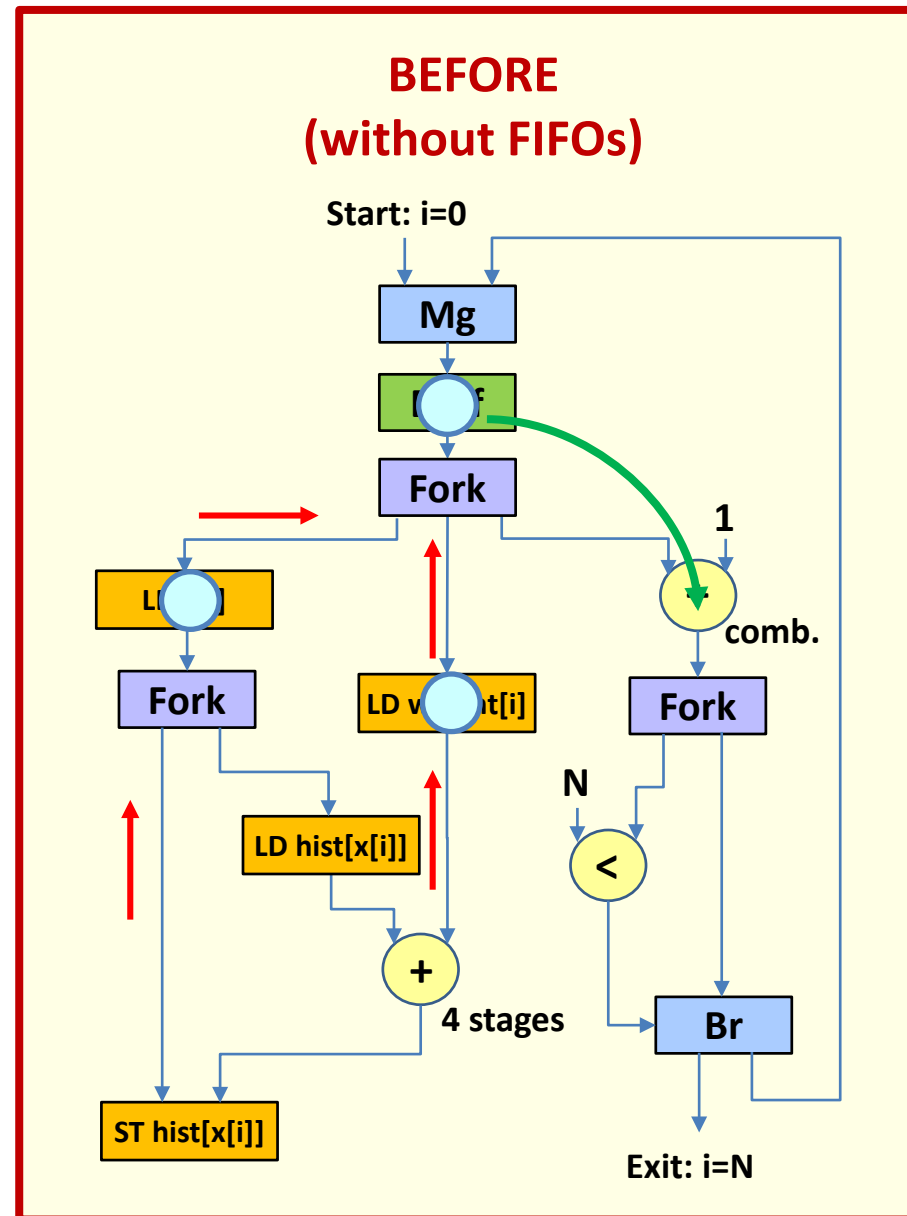 BEFORE
(without FIFOs)
Start: i=0
Mg
Fork
1
comb.
Fork
LD
Fork
N
LD hist[x[i]]
<
+
4 stages
Br
ST hist[x[i]]
Exit: i=N